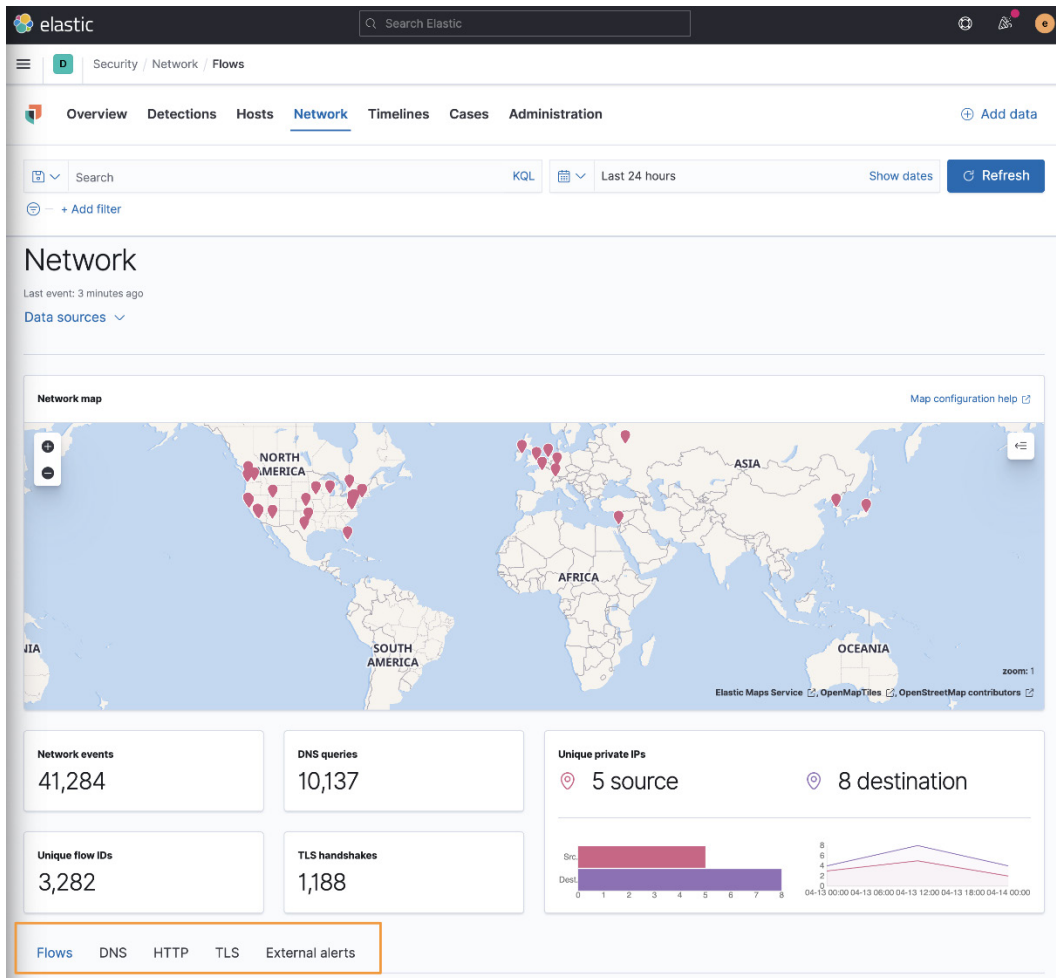 elastic
Search Elastic
e
D Security / Network / Flows
Overview Detections Hosts Network Timelines Cases Administration Add data
Search KQL Last 24 hours Show dates Refresh
+ Add filter
Network
Last event: 3 minutes ago
Data sources
Network map Map configuration help
NORTH
AMERICA
ASIA
AFRICA
SOUTH
AMERICA
OCEANIA
NIA
zoom: 1
Elastic Maps Service, OpenMapTiles, OpenStreetMap contributors
Network events
41,284
DNS queries
10,137
Unique private IPs
5 source 8 destination
Unique flow IDs
3,282
TLS handshakes
1,188
Src.
Dest.
0 1 2 3 4 5 6 7 8
8
6
4
2
0
04-13 00:00 04-13 06:00 04-13 12:00 04-13 18:00 04-14 00:00
Flows DNS HTTP TLS External alerts